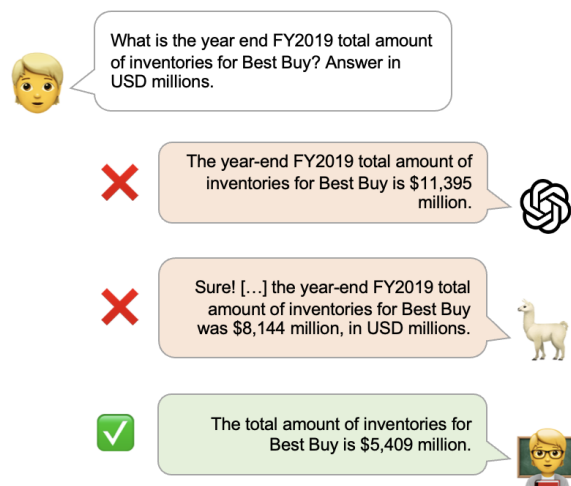 What is the year end FY2019 total amount
of inventories for Best Buy? Answer in
USD millions.
The year-end FY2019 total amount of
inventories for Best Buy is $11,395
million.
Sure! […] the year-end FY2019 total
amount of inventories for Best Buy
was $8,144 million, in USD millions.
The total amount of inventories for
Best Buy is $5,409 million.